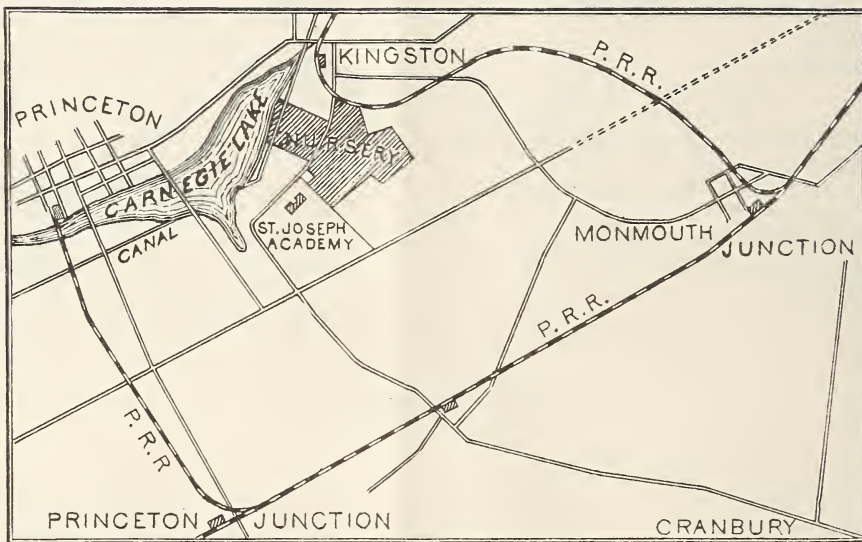 KINGSTON
P. R. R.
PRINCETON
CARNEGIE LAKE
NURSERY
CANAL
ST. JOSEPH
ACADEMY
MONMOUTH
JUNCTION
P. R. R.
P. R. R
PRINCETON JUNCTION
CRANBURY